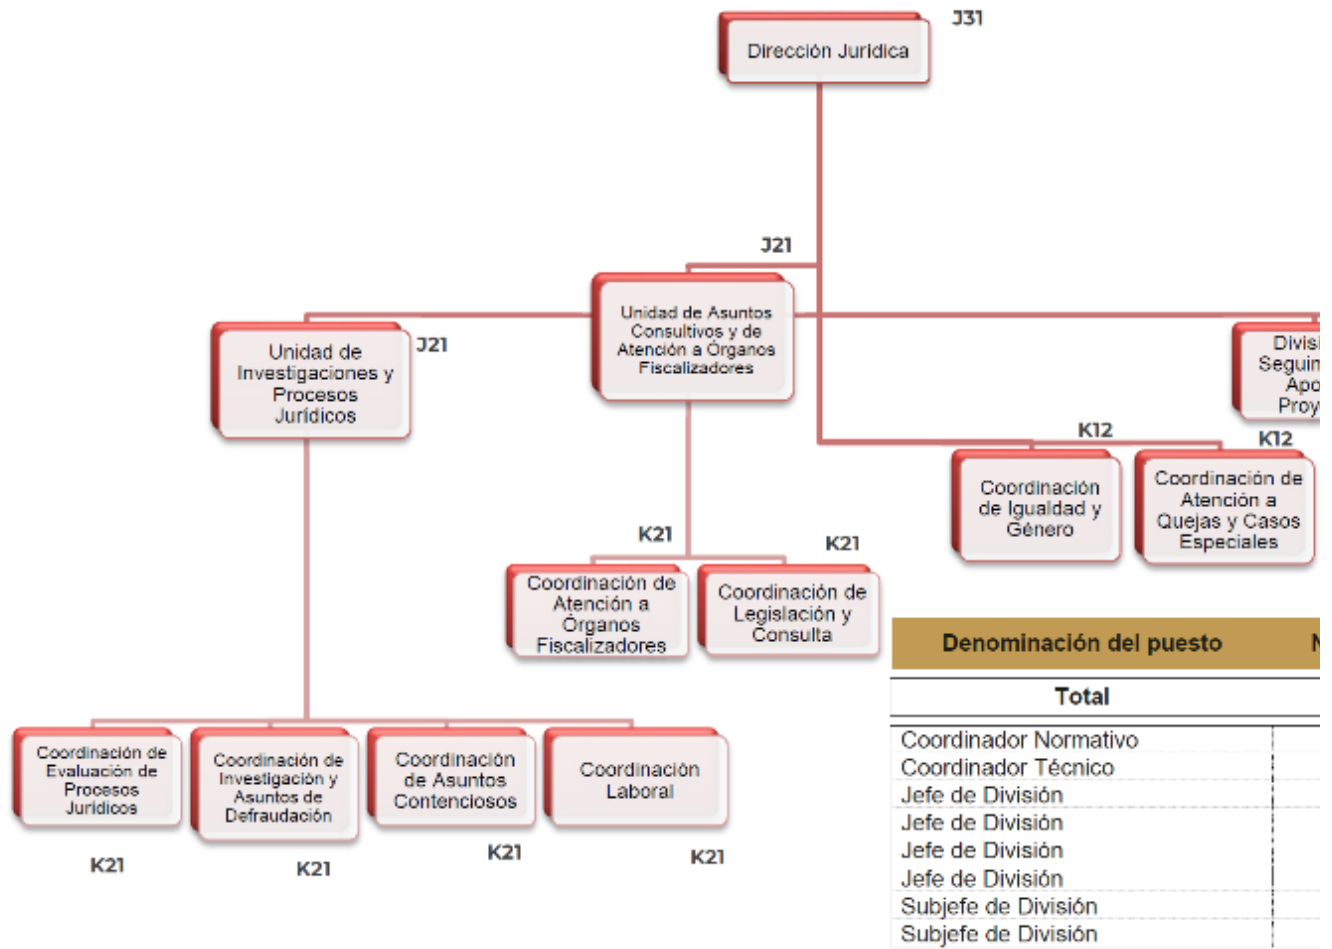 J31
Dirección Jurídica
J21
Unidad de Asuntos
Consultivos y de
Atención a Órganos
Fiscalizadores
Unidad de
Investigaciones y
Procesos
Jurídicos
J21
K12
K12
Coordinación
de Igualdad y
Género
Coordinación de
Atención a
Quejas y Casos
Especiales
K21
K21
Coordinación de
Atención a
Órganos
Fiscalizadores
Coordinación de
Legislación y
Consulta
Coordinación de
Evaluación de
Procesos
Jurídicos
Coordinación de
Investigación y
Asuntos de
Defraudación
Coordinación
de Asuntos
Contenciosos
Coordinación
Laboral
K21
K21
K21
K21
Denominación del puesto
Total
Coordinador Normativo
Coordinador Técnico
Jefe de División
Jefe de División
Jefe de División
Jefe de División
Subjefe de División
Subjefe de División